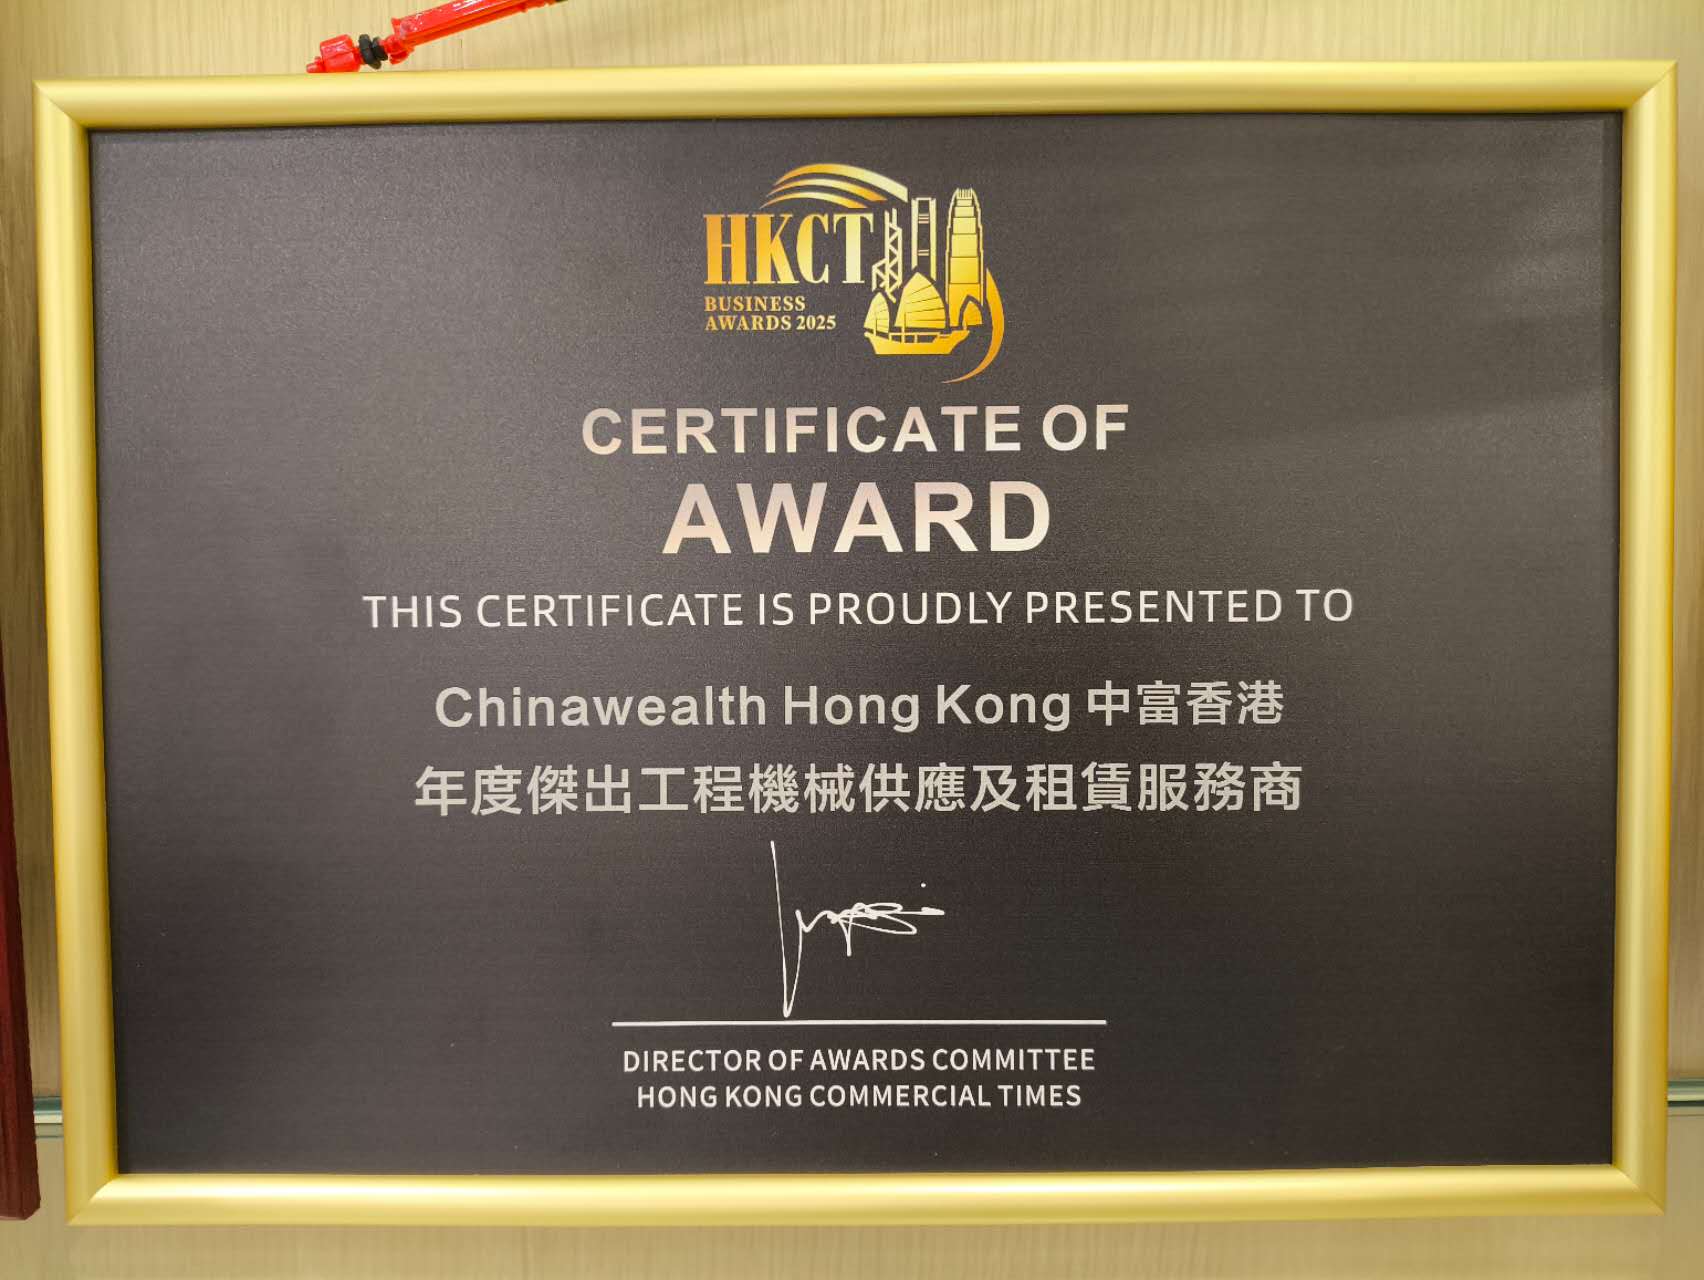 HKCT
BUSINESS
AWARDS 2025
CERTIFICATE OF
AWARD
THIS CERTIFICATE IS PROUDLY PRESENTED TO
Chinawealth Hong Kong 中富香港
年度傑出工程機械供應及租賃服務商
DIRECTOR OF AWARDS COMMITTEE
HONG KONG COMMERCIAL TIMES